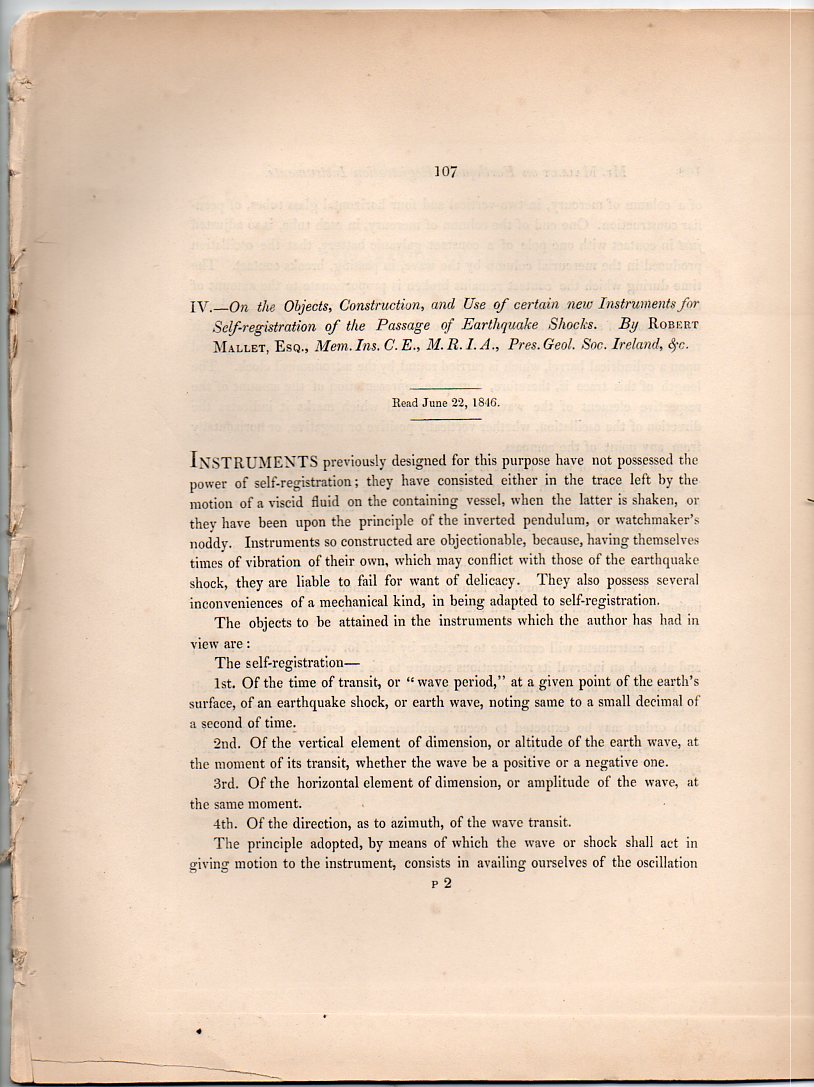 107
IV.—On the Objects, Construction, and Use of certain new Instruments for
Self-registration of the Passage of Earthquake Shocks. By Robert
Mallet, Esq., Mem. Ins. C. E., M. R. I. A., Pres. Geol. Soc. Ireland, &c.
Read June 22, 1846.
Instruments previously designed for this purpose have not possessed the
power of self-registration; they have consisted either in the trace left by the
motion of a viscid fluid on the containing vessel, when the latter is shaken, or
they have been upon the principle of the inverted pendulum, or watchmaker's
noddy. Instruments so constructed are objectionable, because, having themselves
times of vibration of their own, which may conflict with those of the earthquake
shock, they are liable to fail for want of delicacy. They also possess several
inconveniences of a mechanical kind, in being adapted to self-registration.
The objects to be attained in the instruments which the author has had in
view are :
The self-registration—
1st. Of the time of transit, or "wave period," at a given point of the earth's
surface, of an earthquake shock, or earth wave, noting same to a small decimal of
a second of time.
2nd. Of the vertical element of dimension, or altitude of the earth wave, at
the moment of its transit, whether the wave be a positive or a negative one.
3rd. Of the horizontal element of dimension, or amplitude of the wave, at
the same moment.
4th. Of the direction, as to azimuth, of the wave transit.
The principle adopted, by means of which the wave or shock shall act in
giving motion to the instrument, consists in availing ourselves of the oscillation
P 2